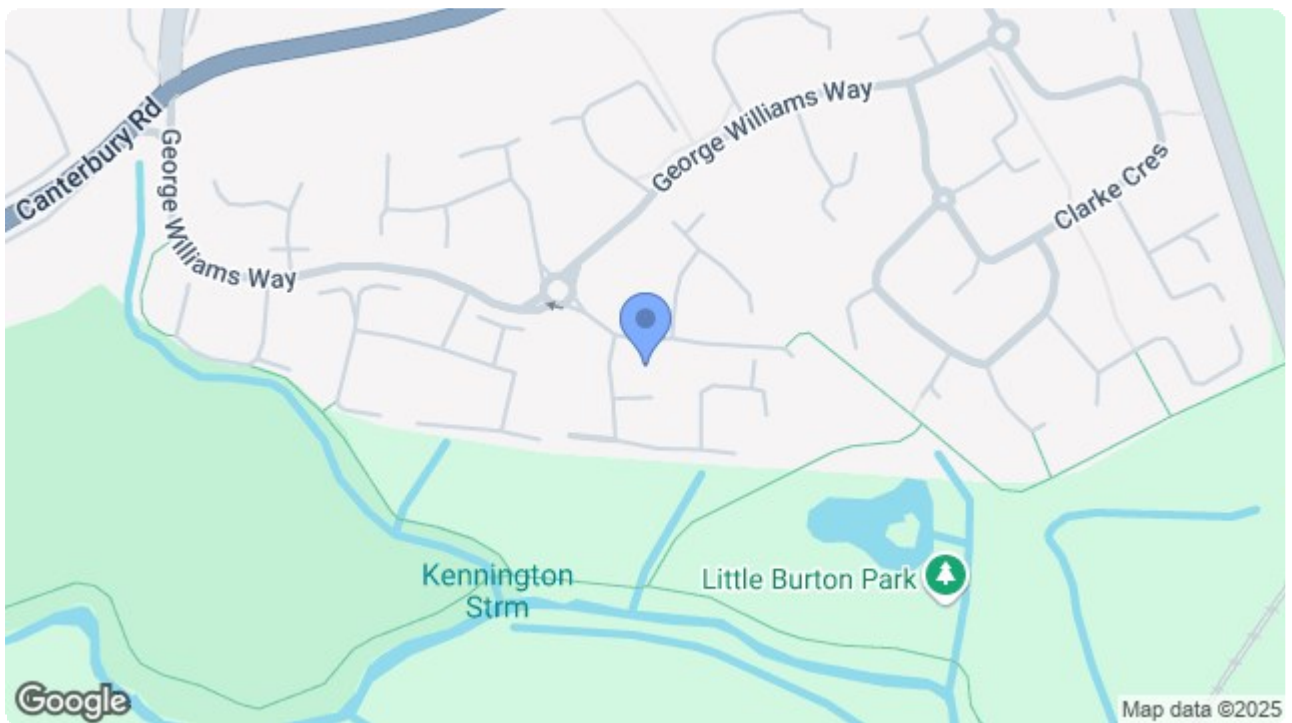 George Williams Way
Canterbury Rd
George Williams Way
Clarke Cres
Kennington
Strm
Little Burton Park
Google
Map data ©2025